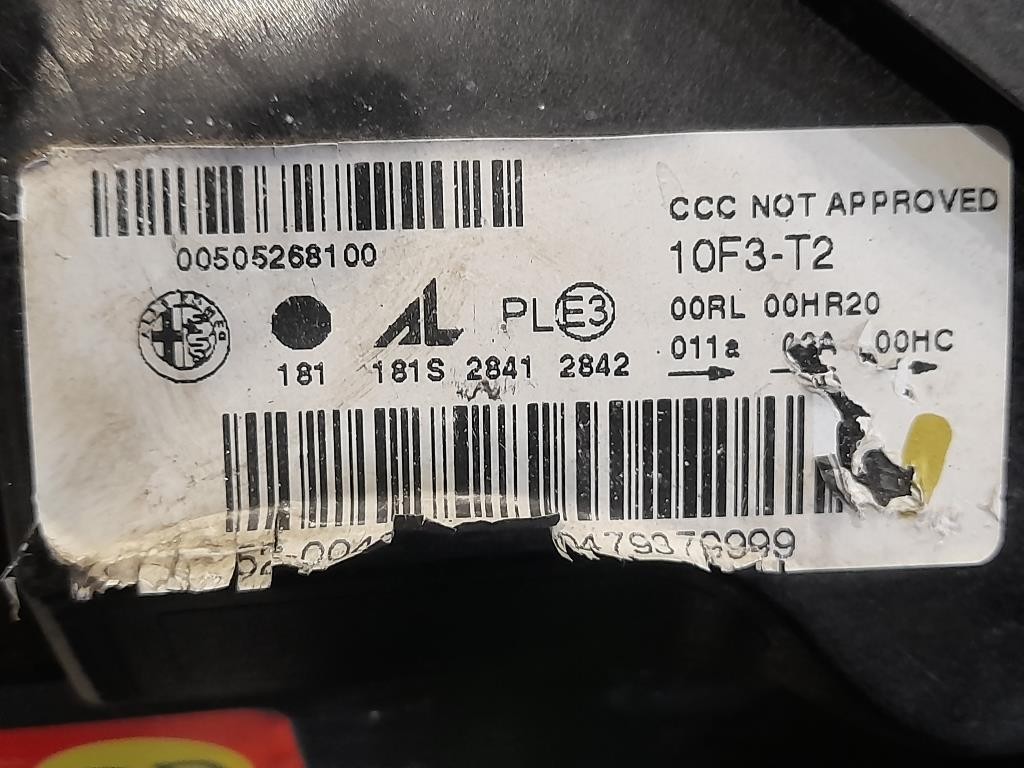 00505268100
CCC NOT APPROVED
10F3-T2
PL E3
00RL 00HR20
011a 00HC
181 181S 2841 2842